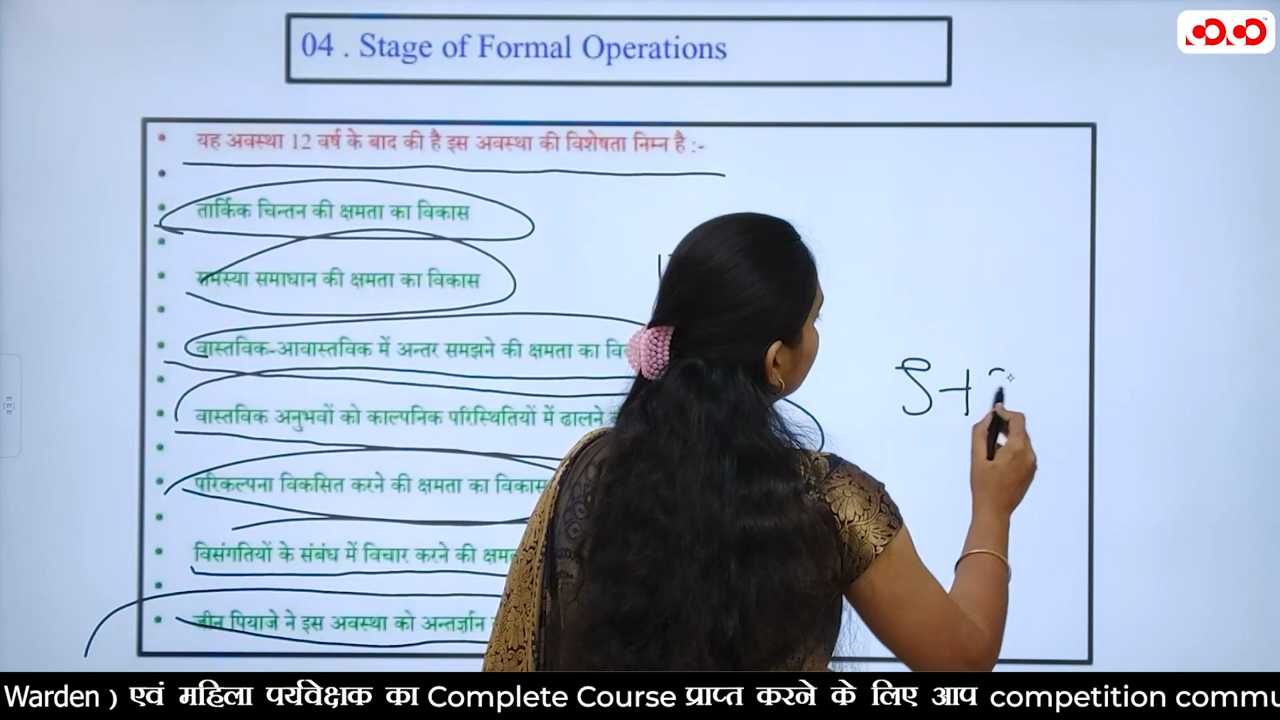 04 . Stage of Formal Operations
यह अवस्था 12 वर्ष के बाद की है इस अवस्था की विशेषता निम्न है :-
तार्किक चिन्तन की क्षमता का विकास
समस्या समाधान की क्षमता का विकास
वास्तविक-आवास्तविक में अन्तर समझने की क्षमता का
वास्तविक अनुभवों को काल्पनिक परिस्थितियों में ढालने
परिकल्पना विकसित करने की क्षमता का विकास
विसंगतियों के संबंध में विचार करने की
जीन पियाजे ने इस अवस्था को अन्तर्ज्ञान
Warden ) एवं महिला पर्यवेक्षक का Complete Course प्राप्त करने के लिए आप competition